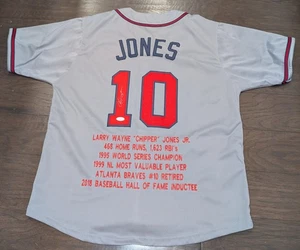 JONES
10
LARRY WAYNE "CHIPPER" JONES JR.
468 HOME RUNS, 1,623 RBI's
1995 WORLD SERIES CHAMPION
1999 NL MOST VALUABLE PLAYER
ATLANTA BRAVES #10 RETIRED
2018 BASEBALL HALL OF FAME INDUCTEE